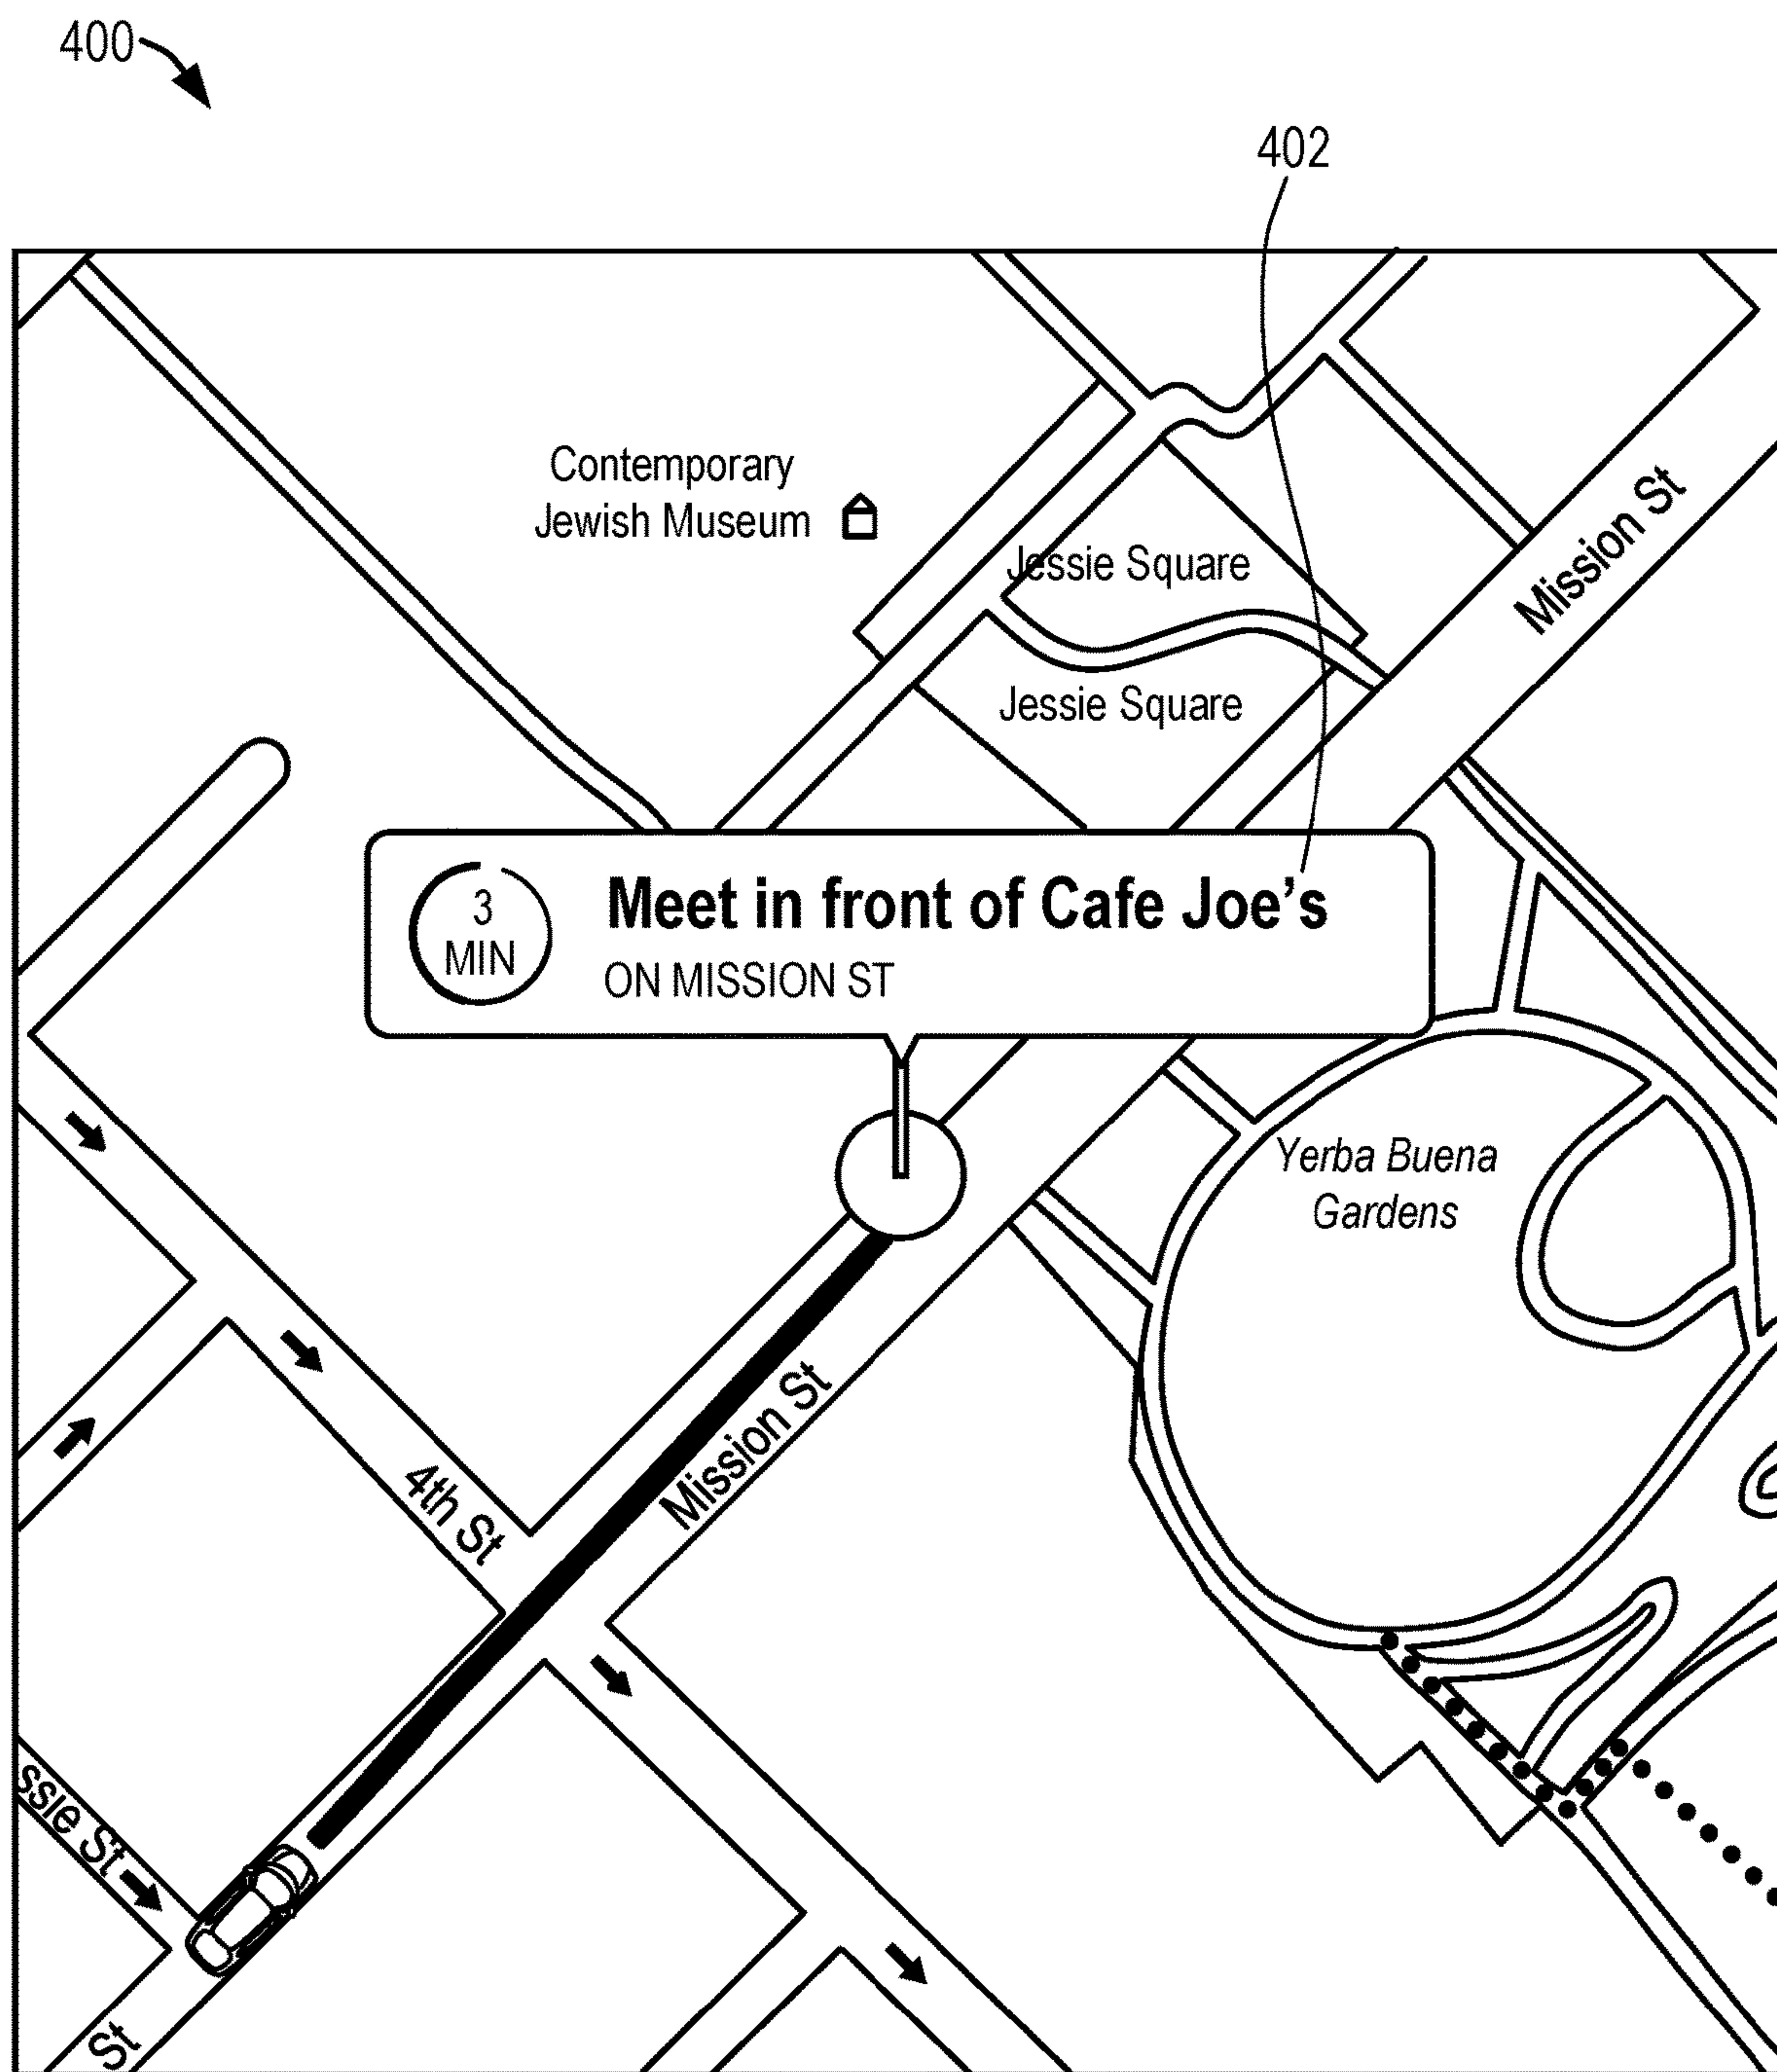 400
402
Contemporary
Jewish Museum
Jessie Square
Mission St
Jessie Square
3
MIN
Meet in front of Cafe Joe's
ON MISSION ST
Yerba Buena
Gardens
Mission St
4th St
ssie St
St